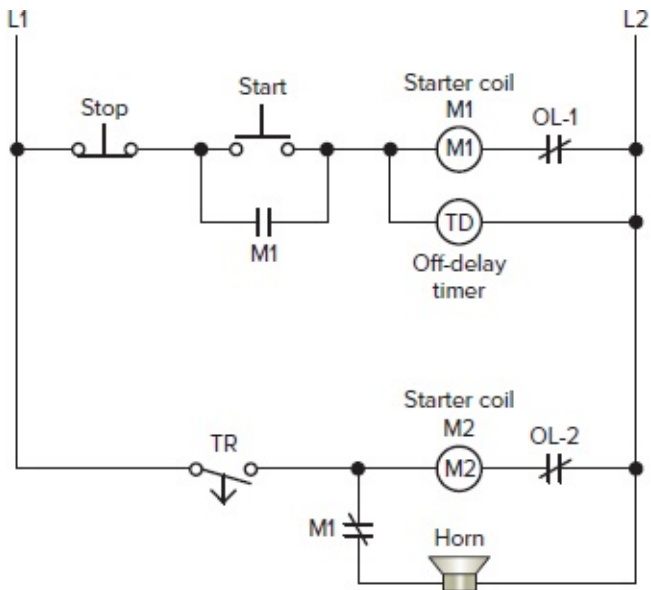 L1
L2
Stop
Start
Starter coil
M1
OL-1
M1
M1
TD
Off-delay
timer
Starter coil
M2
OL-2
TR
M2
M1
Horn